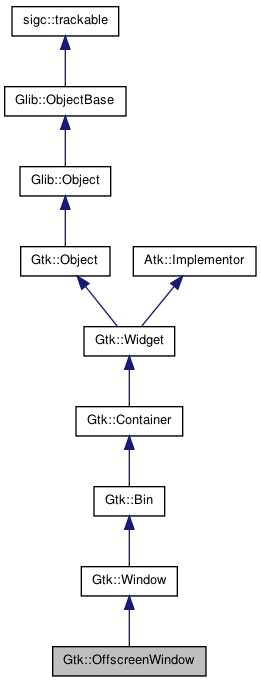 sigc::trackable
Glib::ObjectBase
Glib::Object
Gtk::Object
Atk::Implementor
Gtk::Widget
Gtk::Container
Gtk::Bin
Gtk::Window
Gtk::OffscreenWindow